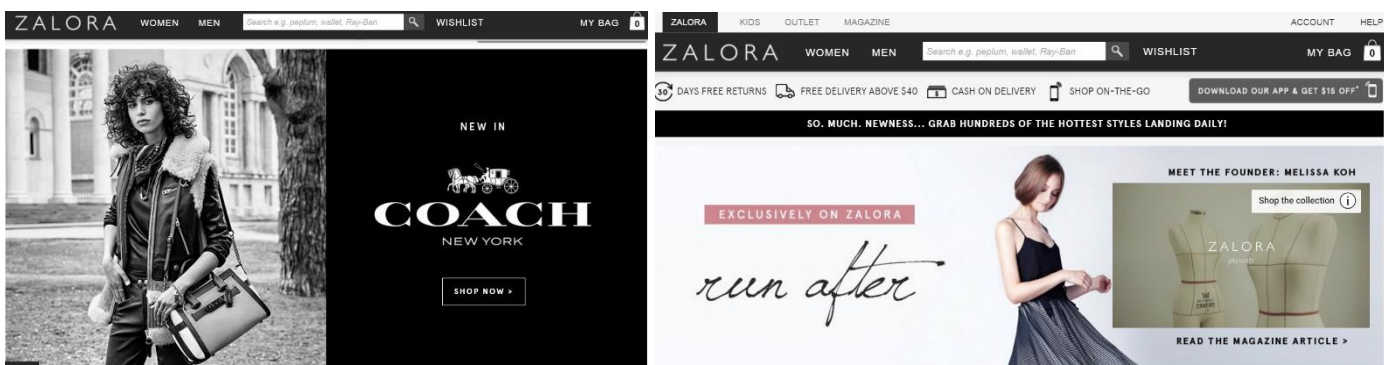 ZALORA WOMEN MEN Search e.g. peplum, wallet, Ray-Ban WISHLIST MY BAG 0
NEW IN
COACH
NEW YORK
SHOP NOW >
ZALORA KIDS OUTLET MAGAZINE ACCOUNT HELP
ZALORA WOMEN MEN Search e.g. peplum, wallet, Ray-Ban WISHLIST MY BAG 0
30 DAYS FREE RETURNS FREE DELIVERY ABOVE $40 CASH ON DELIVERY SHOP ON-THE-GO DOWNLOAD OUR APP & GET $15 OFF*
SO. MUCH. NEWNESS... GRAB HUNDREDS OF THE HOTTEST STYLES LANDING DAILY!
EXCLUSIVELY ON ZALORA
run after
MEET THE FOUNDER: MELISSA KOH
Shop the collection i
ZALORA
presents
READ THE MAGAZINE ARTICLE >